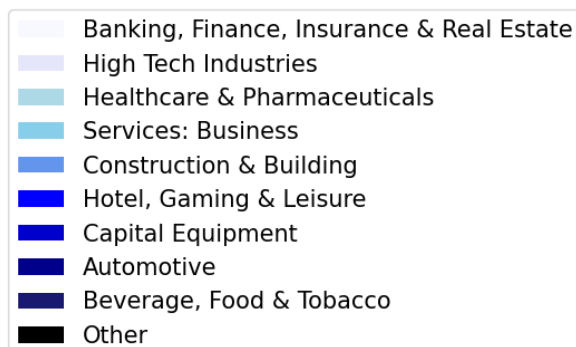 Banking, Finance, Insurance & Real Estate
High Tech Industries
Healthcare & Pharmaceuticals
Services: Business
Construction & Building
Hotel, Gaming & Leisure
Capital Equipment
Automotive
Beverage, Food & Tobacco
Other